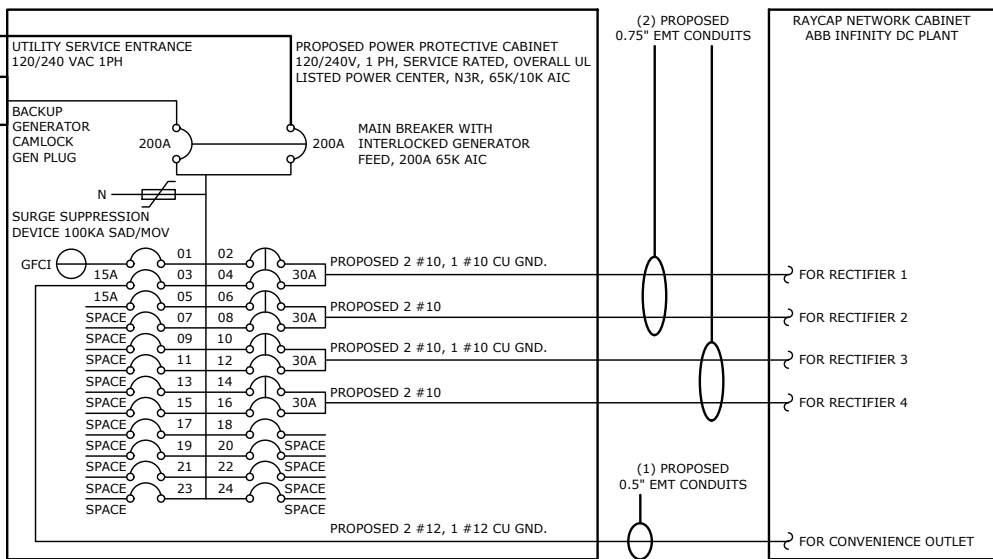 (2) PROPOSED
0.75" EMT CONDUITS
RAYCAP NETWORK CABINET
ABB INFINITY DC PLANT
UTILITY SERVICE ENTRANCE
120/240 VAC 1PH
PROPOSED POWER PROTECTIVE CABINET
120/240V, 1 PH, SERVICE RATED, OVERALL UL
LISTED POWER CENTER, N3R, 65K/10K AIC
BACKUP
GENERATOR
CAMLOCK
GEN PLUG
200A
200A
MAIN BREAKER WITH
INTERLOCKED GENERATOR
FEED, 200A 65K AIC
N
SURGE SUPPRESSION
DEVICE 100KA SAD/MOV
GFCI
01 02
PROPOSED 2 #10, 1 #10 CU GND.
15A 03 04 30A
FOR RECTIFIER 1
15A 05 06
PROPOSED 2 #10
SPACE 07 08 30A
FOR RECTIFIER 2
SPACE 09 10
PROPOSED 2 #10, 1 #10 CU GND.
SPACE 11 12 30A
FOR RECTIFIER 3
SPACE 13 14
PROPOSED 2 #10
SPACE 15 16 30A
FOR RECTIFIER 4
SPACE 17 18
SPACE 19 20 SPACE
SPACE 21 22 SPACE
SPACE 23 24 SPACE
SPACE SPACE
(1) PROPOSED
0.5" EMT CONDUITS
PROPOSED 2 #12, 1 #12 CU GND.
FOR CONVENIENCE OUTLET